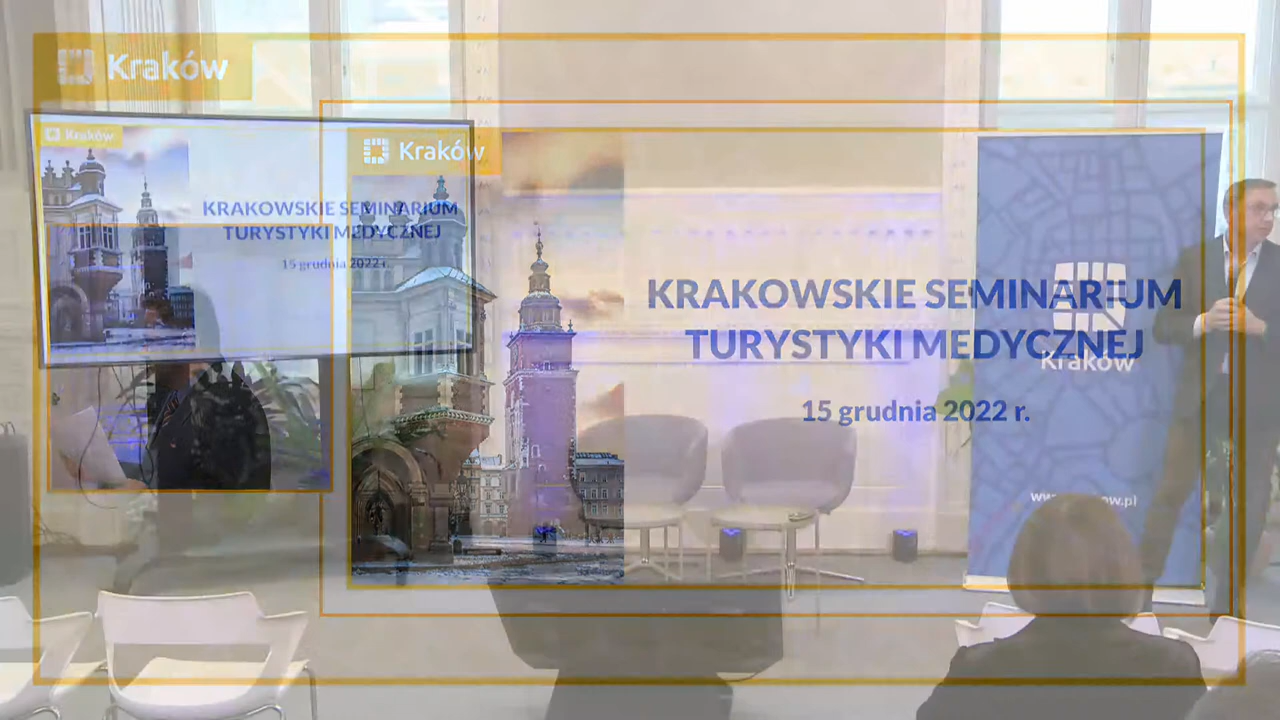 Kraków
Kraków
KRAKOWSKIE SEMINARIUM
TURYSTYKI MEDYCZNEJ
15 grudnia 2022 r.
Kraków
KRAKOWSKIE SEMINARIUM
TURYSTYKI MEDYCZNEJ
15 grudnia 2022 r.
Kraków